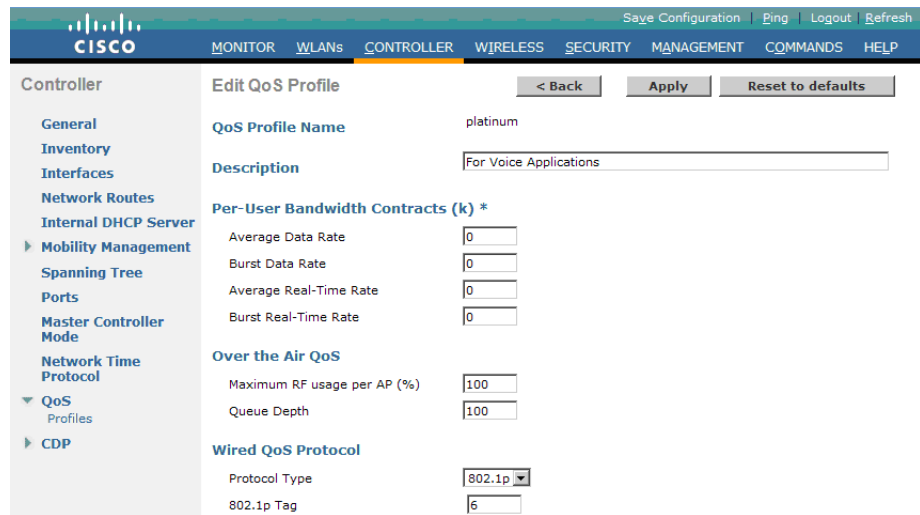 Save Configuration | Ping | Logout | Refresh
CISCO
MONITOR WLANs CONTROLLER WIRELESS SECURITY MANAGEMENT COMMANDS HELP
Controller
General
Inventory
Interfaces
Network Routes
Internal DHCP Server
Mobility Management
Spanning Tree
Ports
Master Controller
Mode
Network Time
Protocol
QoS
Profiles
CDP
Edit QoS Profile
< Back
Apply
Reset to defaults
QoS Profile Name platinum
Description For Voice Applications
Per-User Bandwidth Contracts (k) *
Average Data Rate 0
Burst Data Rate 0
Average Real-Time Rate 0
Burst Real-Time Rate 0
Over the Air QoS
Maximum RF usage per AP (%) 100
Queue Depth 100
Wired QoS Protocol
Protocol Type 802.1p
802.1p Tag 6